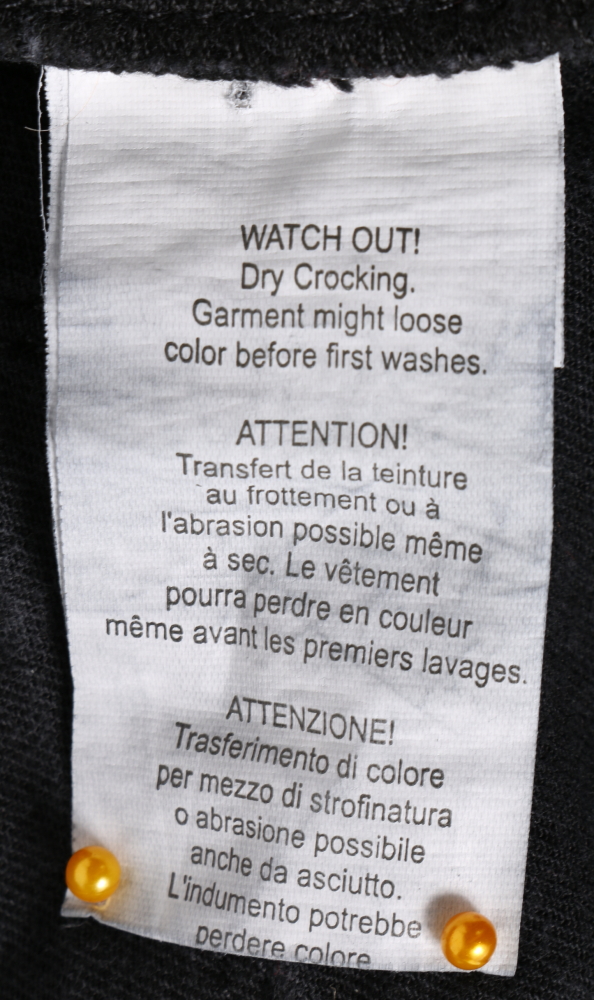 WATCH OUT!
Dry Crocking.
Garment might loose
color before first washes.
ATTENTION!
Transfert de la teinture
au frottement ou à
l'abrasion possible même
à sec. Le vêtement
pourra perdre en couleur
même avant les premiers lavages.
ATTENZIONE!
Trasferimento di colore
per mezzo di strofinatura
o abrasione possibile
anche da asciutto.
L'indumento potrebbe
perdere colore